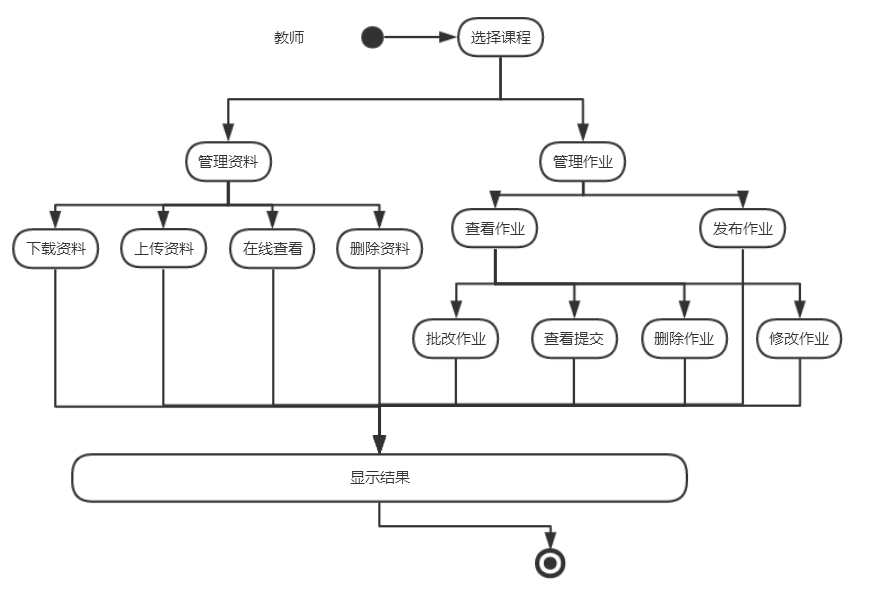 教师
选择课程
管理资料
管理作业
下载资料
上传资料
在线查看
删除资料
查看作业
发布作业
批改作业
查看提交
删除作业
修改作业
显示结果